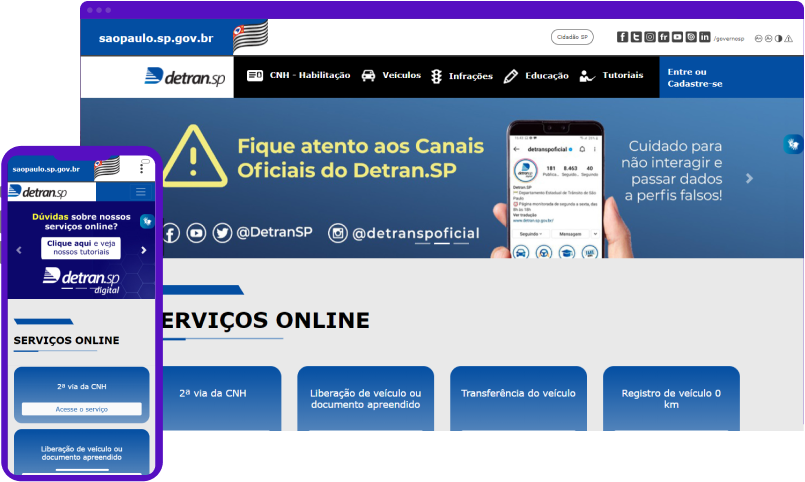 saopaulo.sp.gov.br
Cidadão SP
/governosp
detran.sp
CNH - Habilitação
Veículos
Infrações
Educação
Tutoriais
Entre ou
Cadastre-se
Fique atento aos Canais
Oficiais do Detran.SP
@DetranSP
@detranspoficial
detranspoficial
181 8.463 40
Publica... Seguido... Seguindo
Detran SP
Departamento Estadual de Trânsito de São
Paulo
Página monitorada de segunda a sexta, das
8h às 18h
Ver tradução
www.detran.sp.gov.br/
Seguindo
Mensagem
Cuidado para
não interagir e
passar dados
a perfis falsos!
ERVIÇOS ONLINE
2ª via da CNH
Liberação de veículo ou
documento apreendido
Transferência do veículo
Registro de veículo 0
km
saopaulo.sp.gov.br
detran.sp
Dúvidas sobre nossos
serviços online?
Clique aqui e veja
nossos tutoriais
detran.sp
digital
SERVIÇOS ONLINE
2ª via da CNH
Acesse o serviço
Liberação de veículo ou
documento apreendido